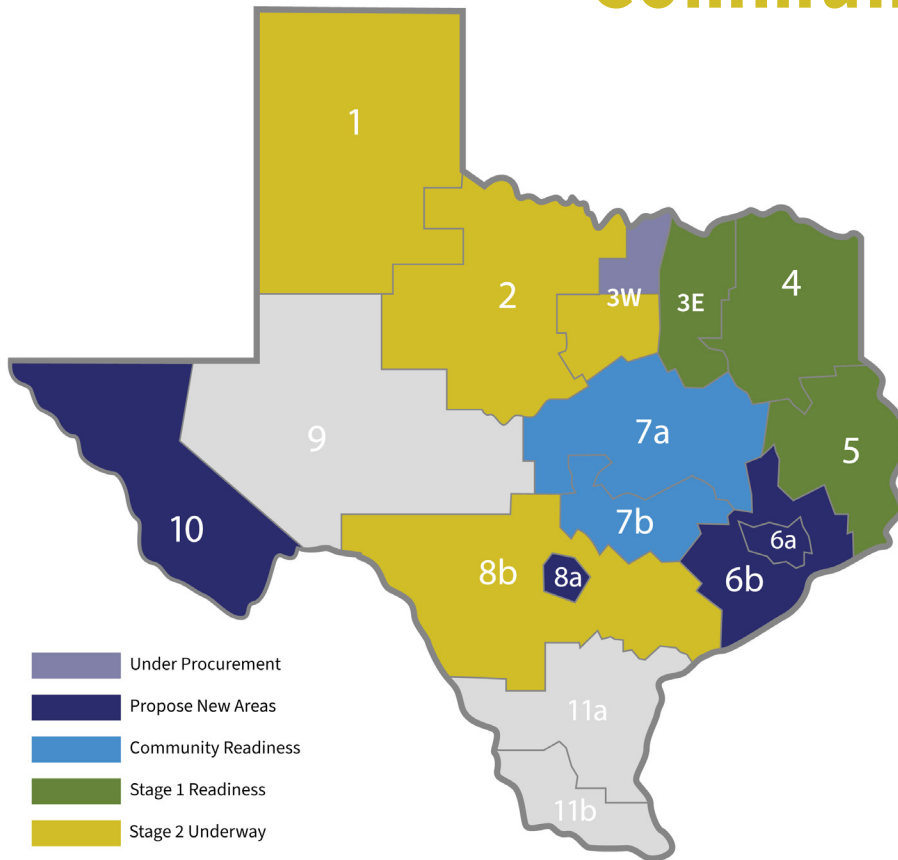 1
2
3W
3E
4
5
7a
9
7b
6a
10
8b
8a
6b
11a
11b
Under Procurement
Propose New Areas
Community Readiness
Stage 1 Readiness
Stage 2 Underway